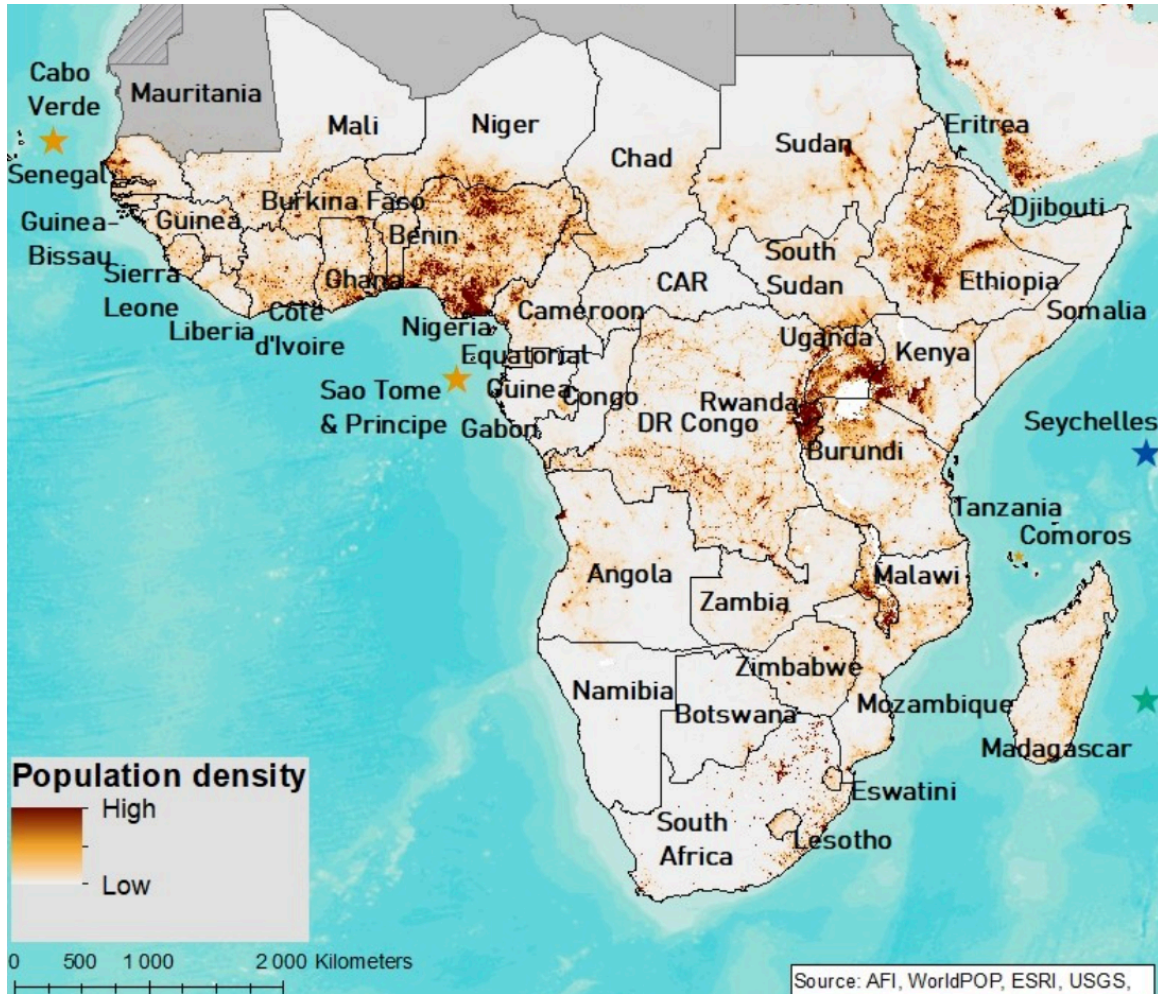 Cabo
Verde
Mauritania
Mali
Niger
Chad
Sudan
Eritrea
Senegal
Burkina Faso
Guinea
Benin
Djibouti
Guinea-
Bissau
Sierra
Leone
Ghana
South
Sudan
CAR
Ethiopia
Somalia
Liberia
Côte
d'Ivoire
Nigeria
Cameroon
Uganda
Kenya
Equatorial
Guinea
Sao Tome
& Principe
Congo
Gabon
Rwanda
DR Congo
Burundi
Seychelles
Tanzania
Comoros
Angola
Malawi
Zambia
Zimbabwe
Namibia
Botswana
Mozambique
Madagascar
Eswatini
South
Africa
Lesotho
Population density
High
Low
0 500 1 000 2 000 Kilometers
Source: AFI, WorldPOP, ESRI, USGS,